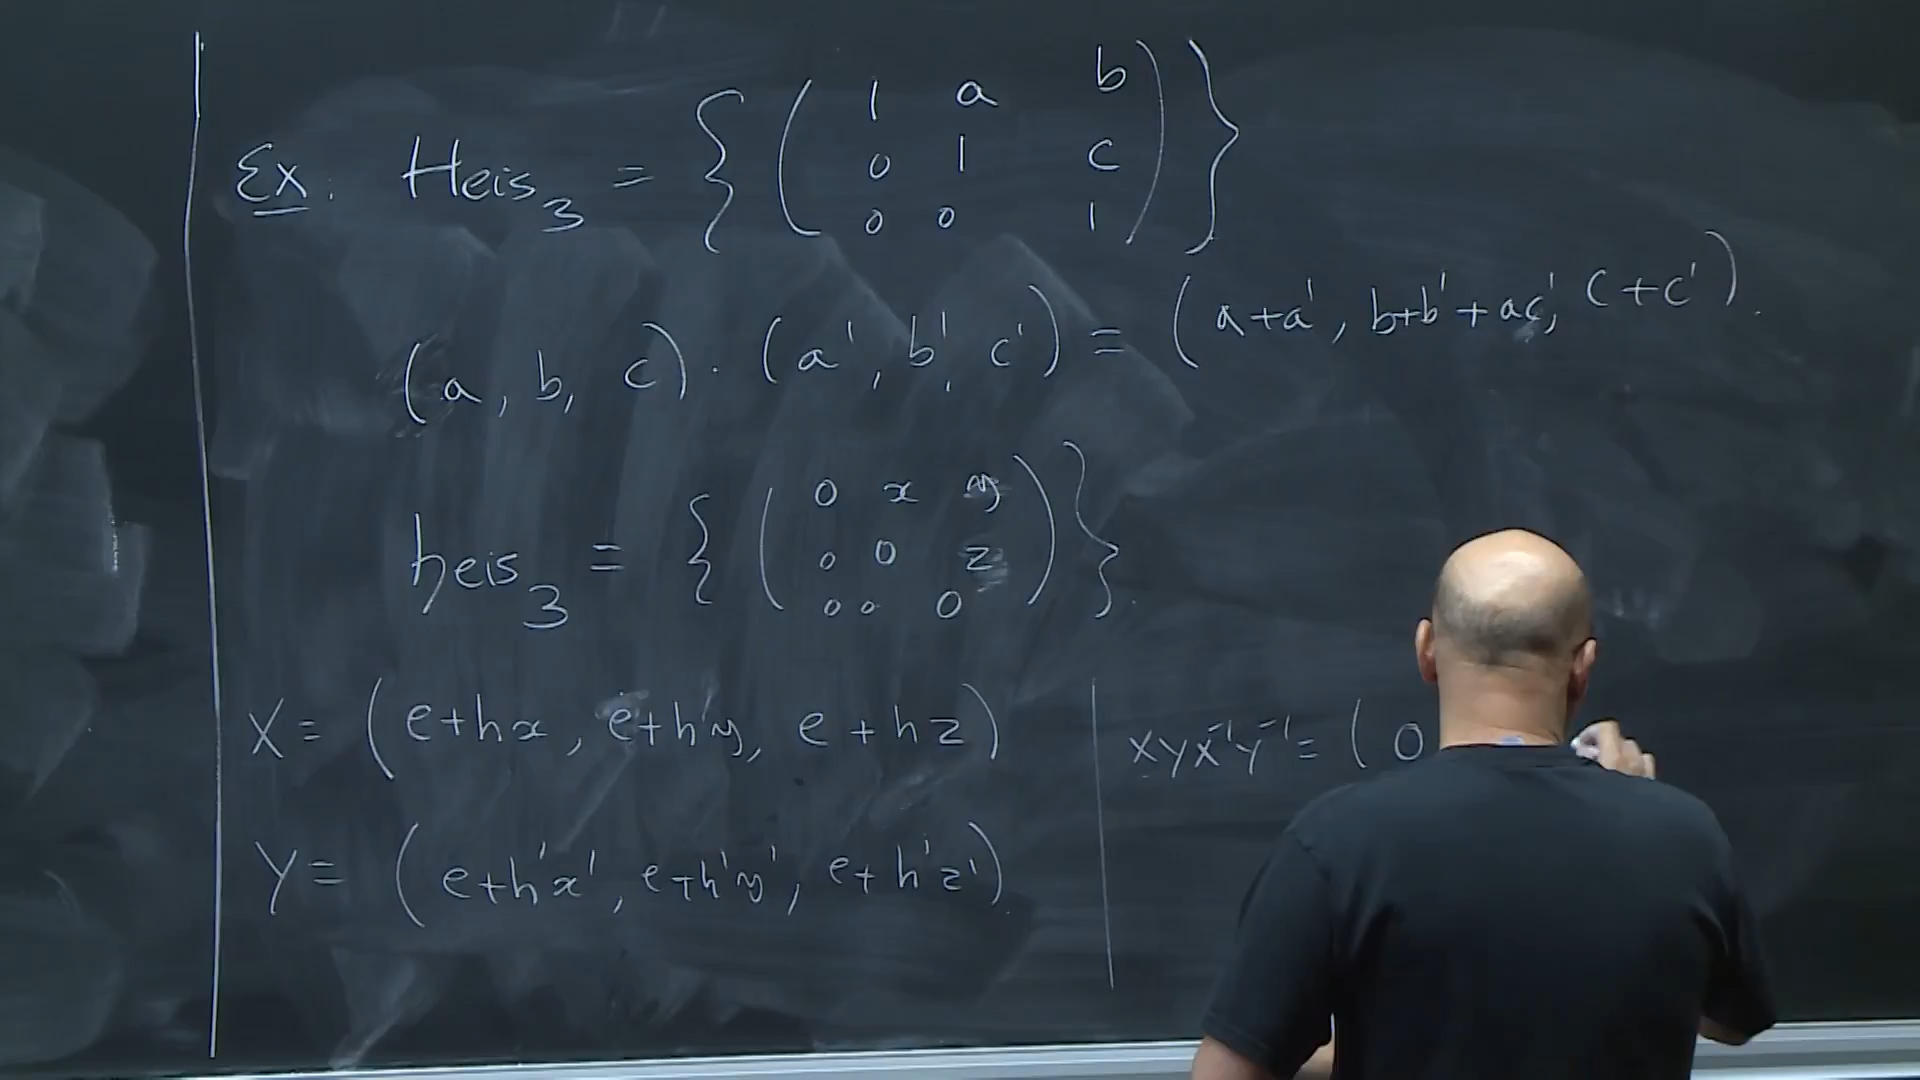 Ex. Heis₃ = { ( 1 a b
0 1 c
0 0 1 ) }
(a, b, c) · (a', b', c') = (a+a', b+b'+ac', c+c').
heis₃ = { ( 0 x y
0 0 z
0 0 0 ) }.
X = (e+hx, e+hy, e+hz)
XYX⁻¹Y⁻¹ = ( 0
Y = (e+h'x', e+h'y', e+h'z').